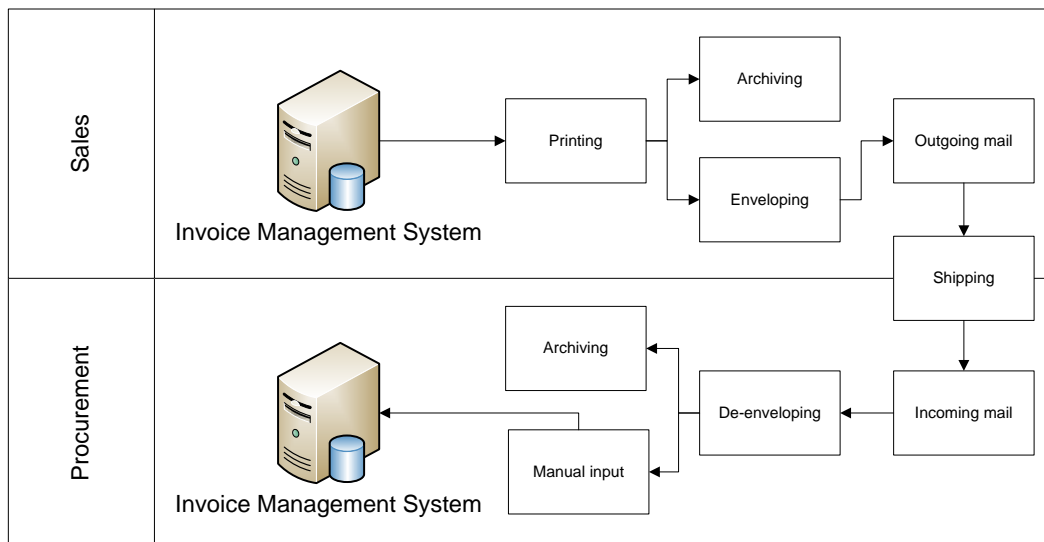 Sales
Invoice Management System
Printing
Archiving
Enveloping
Outgoing mail
Shipping
Procurement
Invoice Management System
Archiving
Manual input
De-enveloping
Incoming mail